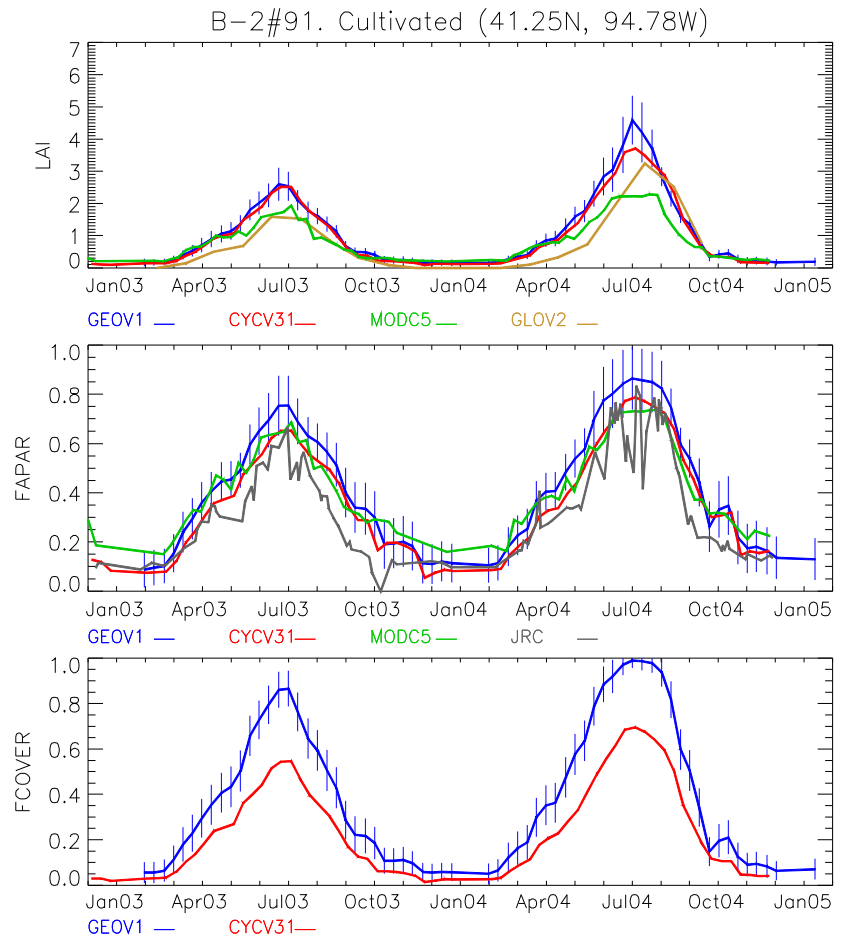 B-2#91. Cultivated (41.25N, 94.78W)
7
6
5
4
3
2
1
0
LAI
Jan03 Apr03 Jul03 Oct03 Jan04 Apr04 Jul04 Oct04 Jan05
GEOV1 CYCV31 MODC5 GLOV2
1.0
0.8
0.6
0.4
0.2
0.0
FAPAR
Jan03 Apr03 Jul03 Oct03 Jan04 Apr04 Jul04 Oct04 Jan05
GEOV1 CYCV31 MODC5 JRC
1.0
0.8
0.6
0.4
0.2
0.0
FCOVER
Jan03 Apr03 Jul03 Oct03 Jan04 Apr04 Jul04 Oct04 Jan05
GEOV1 CYCV31